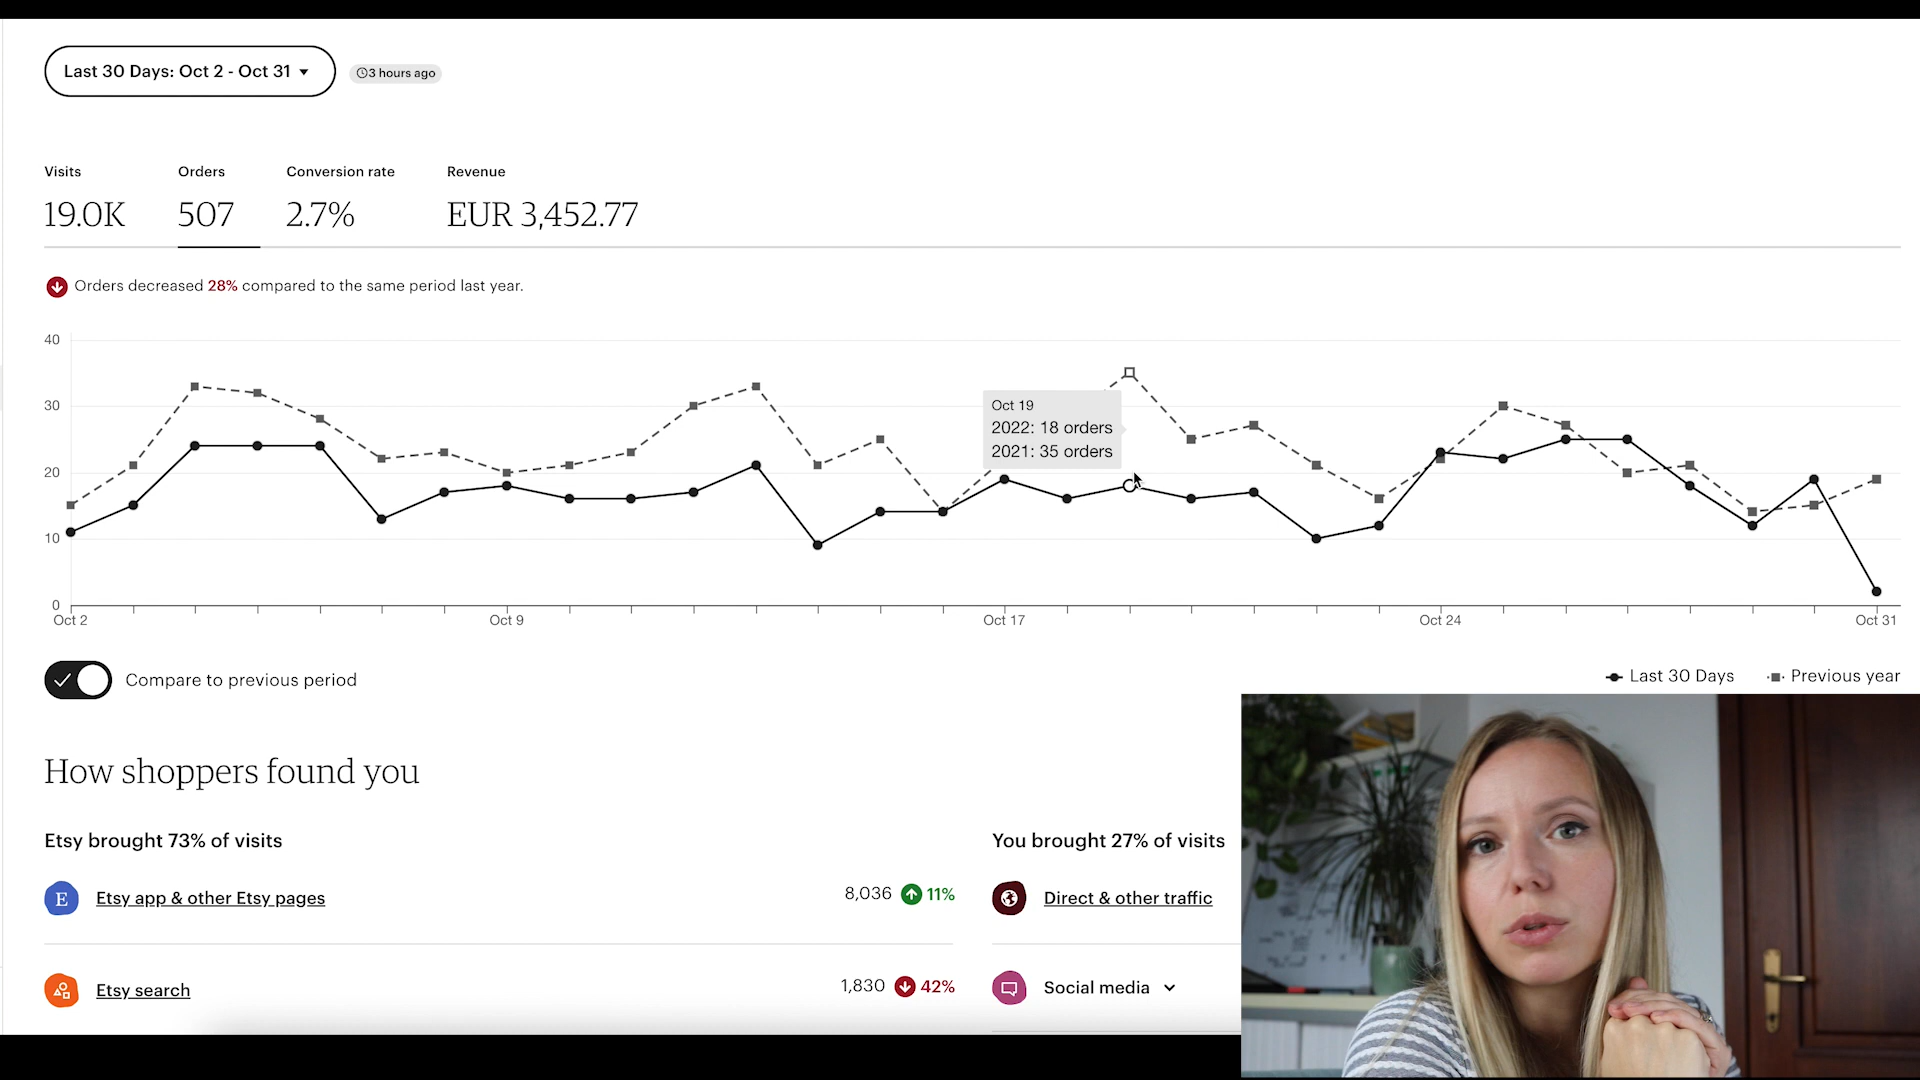 Last 30 Days: Oct 2 - Oct 31
3 hours ago
Visits Orders Conversion rate Revenue
19.0K 507 2.7% EUR 3,452.77
Orders decreased 28% compared to the same period last year.
40
30
20
10
0
Oct 19
2022: 18 orders
2021: 35 orders
Oct 2 Oct 9 Oct 17 Oct 24 Oct 31
Compare to previous period
Last 30 Days Previous year
How shoppers found you
Etsy brought 73% of visits
E Etsy app & other Etsy pages 8,036 11%
Etsy search 1,830 42%
You brought 27% of visits
Direct & other traffic
Social media